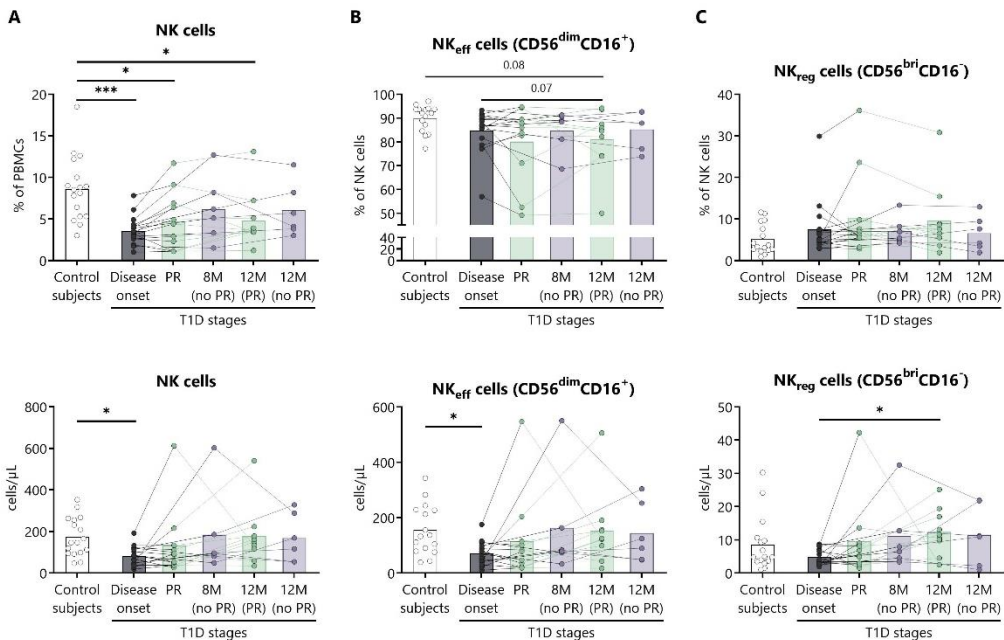 A
NK cells
*
*
***
% of PBMCs
20
15
10
5
0
Control subjects
Disease onset
PR
8M (no PR)
12M (PR)
12M (no PR)
T1D stages
B
NKeff cells (CD56dimCD16+)
0.08
0.07
% of NK cells
100
90
80
70
60
50
40
20
0
Control subjects
Disease onset
PR
8M (no PR)
12M (PR)
12M (no PR)
T1D stages
C
NKreg cells (CD56briCD16-)
% of NK cells
40
30
20
10
0
Control subjects
Disease onset
PR
8M (no PR)
12M (PR)
12M (no PR)
T1D stages
NK cells
*
cells/µL
800
600
400
200
0
Control subjects
Disease onset
PR
8M (no PR)
12M (PR)
12M (no PR)
T1D stages
NKeff cells (CD56dimCD16+)
*
cells/µL
600
400
200
0
Control subjects
Disease onset
PR
8M (no PR)
12M (PR)
12M (no PR)
T1D stages
NKreg cells (CD56briCD16-)
*
cells/µL
50
40
30
20
10
0
Control subjects
Disease onset
PR
8M (no PR)
12M (PR)
12M (no PR)
T1D stages